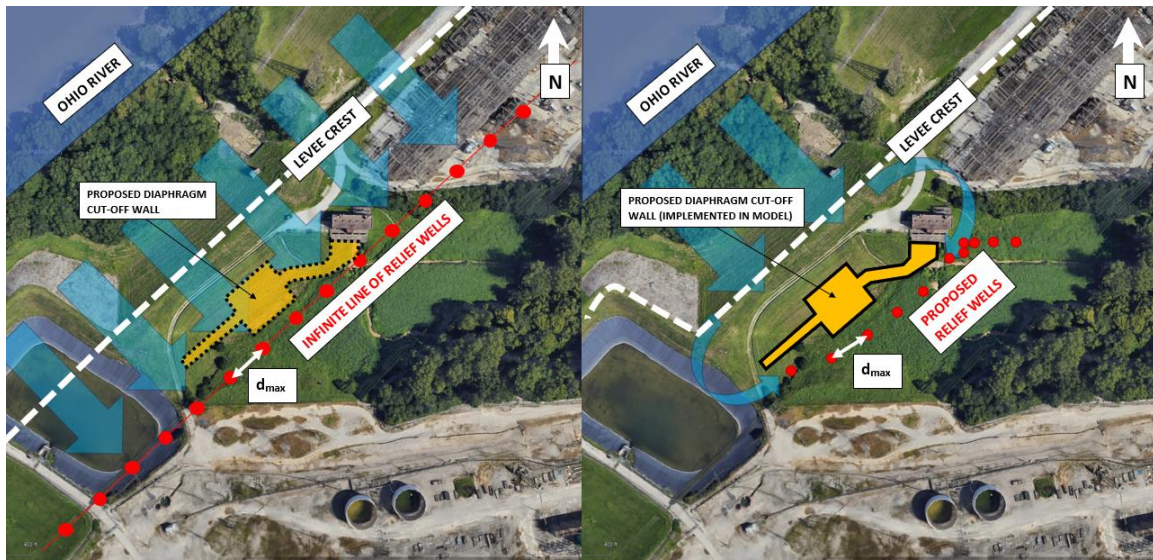 OHIO RIVER
N
LEVEE CREST
PROPOSED DIAPHRAGM
CUT-OFF WALL
INFINITE LINE OF RELIEF WELLS
dmax
OHIO RIVER
N
LEVEE CREST
PROPOSED DIAPHRAGM CUT-OFF
WALL (IMPLEMENTED IN MODEL)
PROPOSED
RELIEF WELLS
dmax